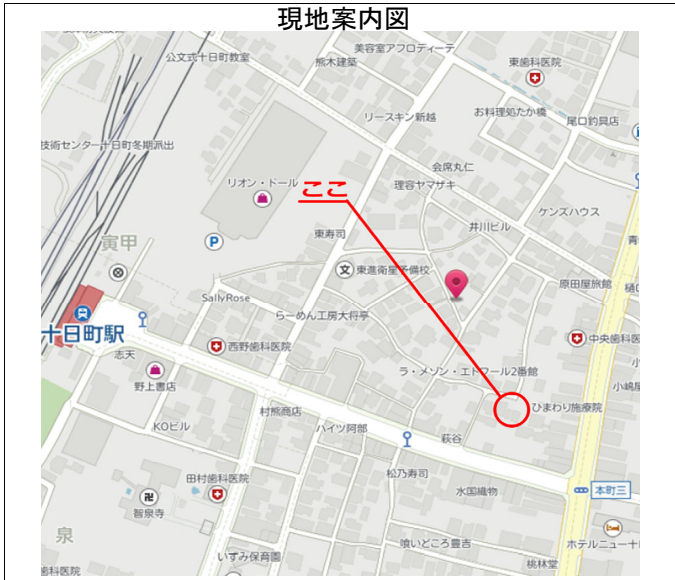 現地案内図
美容室アフロディーテ
公文式十日町教室
熊木建築
東歯科医院
リースキン新越
お料理処たか橋
尾口釣具店
技術センター十日町冬期派出
会席丸仁
リオン・ドール
ここ
理容ヤマザキ
ケンズハウス
井川ビル
東寿司
青
寅甲
P
文
東進衛星予備校
原田屋旅館
樋口
SallyRose
らーめん工房大将亭
十日町駅
志天
西野歯科医院
中央歯科医
ラ・メゾン・エトワール2番館
野上書店
小嶋屋
村熊商店
ひまわり施療院
KOビル
ハイツ阿部
萩谷
田村歯科医院
松乃寿司
水国織物
本町三
智泉寺
泉
喰いどころ豊吉
ホテルニュー十
いずみ保育園
桃林堂
歯科医院